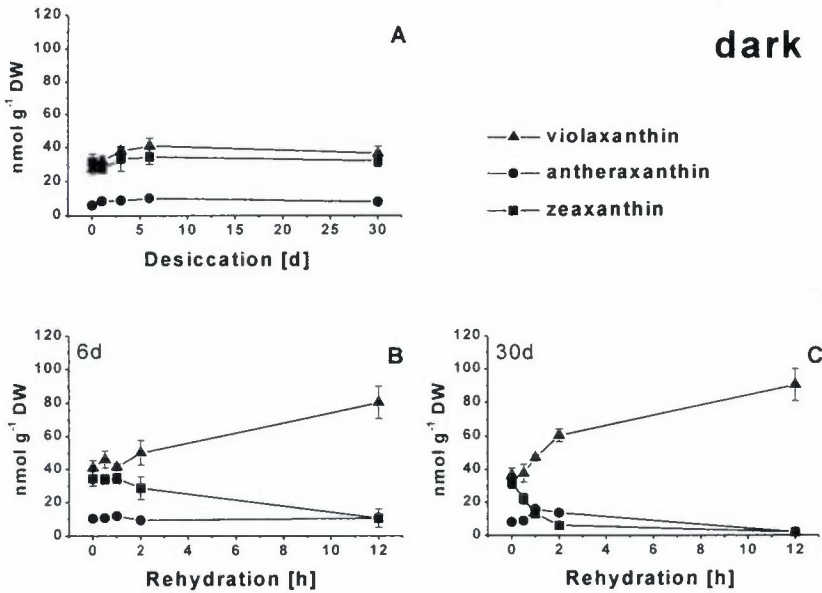 120
100
80
60
40
20
0
nmol g⁻¹ DW
A
0 5 10 15 20 25 30
Desiccation [d]
dark
violaxanthin
antheraxanthin
zeaxanthin
120
100
80
60
40
20
0
nmol g⁻¹ DW
6d
B
0 2 4 6 8 10 12
Rehydration [h]
120
100
80
60
40
20
0
nmol g⁻¹ DW
30d
C
0 2 4 6 8 10 12
Rehydration [h]